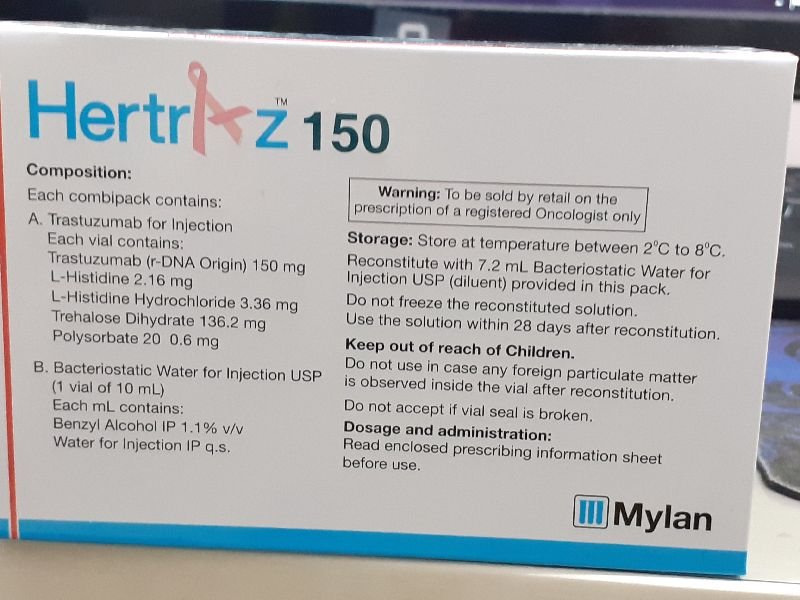 Hertraz™ 150
Composition:
Each combipack contains:
A. Trastuzumab for Injection
Each vial contains:
Trastuzumab (r-DNA Origin) 150 mg
L-Histidine 2.16 mg
L-Histidine Hydrochloride 3.36 mg
Trehalose Dihydrate 136.2 mg
Polysorbate 20 0.6 mg
B. Bacteriostatic Water for Injection USP
(1 vial of 10 mL)
Each mL contains:
Benzyl Alcohol IP 1.1% v/v
Water for Injection IP q.s.
Warning: To be sold by retail on the
prescription of a registered Oncologist only
Storage: Store at temperature between 2°C to 8°C.
Reconstitute with 7.2 mL Bacteriostatic Water for
Injection USP (diluent) provided in this pack.
Do not freeze the reconstituted solution.
Use the solution within 28 days after reconstitution.
Keep out of reach of Children.
Do not use in case any foreign particulate matter
is observed inside the vial after reconstitution.
Do not accept if vial seal is broken.
Dosage and administration:
Read enclosed prescribing information sheet
before use.
Mylan